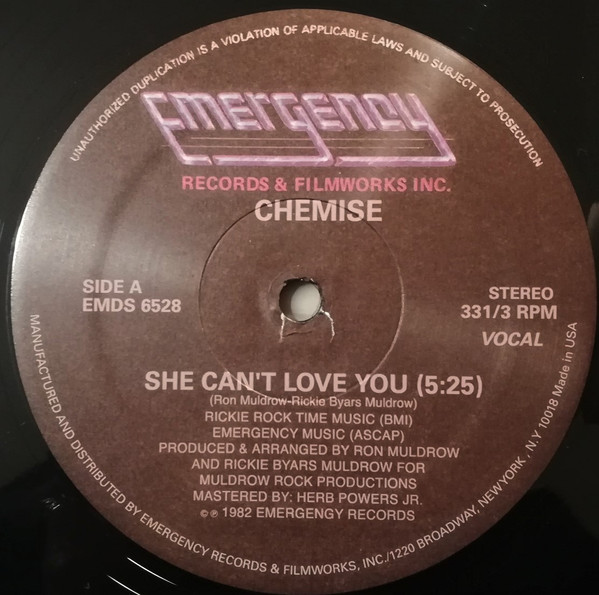 UNAUTHORIZED DUPLICATION IS A VIOLATION OF APPLICABLE LAWS AND SUBJECT TO PROSECUTION
Emergency
RECORDS & FILMWORKS INC.
CHEMISE
SIDE A
EMDS 6528
STEREO
331/3 RPM
VOCAL
SHE CAN'T LOVE YOU (5:25)
(Ron Muldrow-Rickie Byars Muldrow)
RICKIE ROCK TIME MUSIC (BMI)
EMERGENCY MUSIC (ASCAP)
PRODUCED & ARRANGED BY RON MULDROW
AND RICKIE BYARS MULDROW FOR
MULDROW ROCK PRODUCTIONS
MASTERED BY: HERB POWERS JR.
© ℗ 1982 EMERGENGY RECORDS
MANUFACTURED AND DISTRIBUTED BY EMERGENCY RECORDS & FILMWORKS, INC./1220 BROADWAY, NEWYORK , N.Y 10018 Made in USA